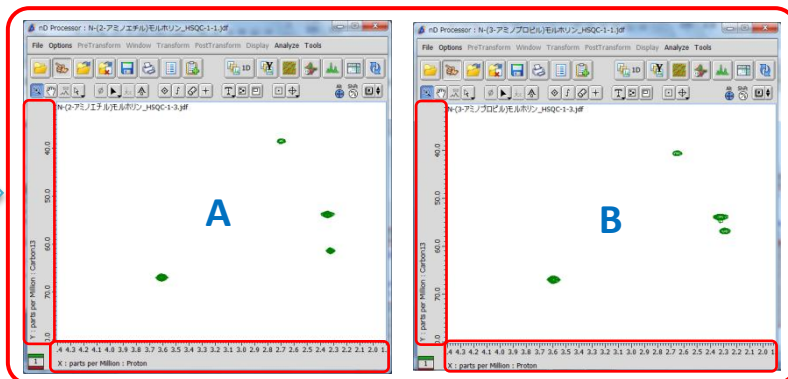 nD Processor : N-(2-アミノエチル)モルホリン_HSQC-1-1.jdf
File Options PreTransform Window Transform PostTransform Display Analyze Tools
1D
N-(2-アミノエチル)モルホリン_HSQC-1-3.jdf
A
40.0
50.0
60.0
70.0
Y : parts per Million : Carbon13
.4 4.3 4.2 4.1 4.0 3.9 3.8 3.7 3.6 3.5 3.4 3.3 3.2 3.1 3.0 2.9 2.8 2.7 2.6 2.5 2.4 2.3 2.2 2.1 2.0 1.
1
X : parts per Million : Proton
nD Processor : N-(3-アミノプロピル)モルホリン_HSQC-1-1.jdf
File Options PreTransform Window Transform PostTransform Display Analyze Tools
1D
N-(3-アミノプロピル)モルホリン_HSQC-1-3.jdf
B
40.0
50.0
60.0
70.0
Y : parts per Million : Carbon13
.4 4.3 4.2 4.1 4.0 3.9 3.8 3.7 3.6 3.5 3.4 3.3 3.2 3.1 3.0 2.9 2.8 2.7 2.6 2.5 2.4 2.3 2.2 2.1 2.0 1
1
X : parts per Million : Proton